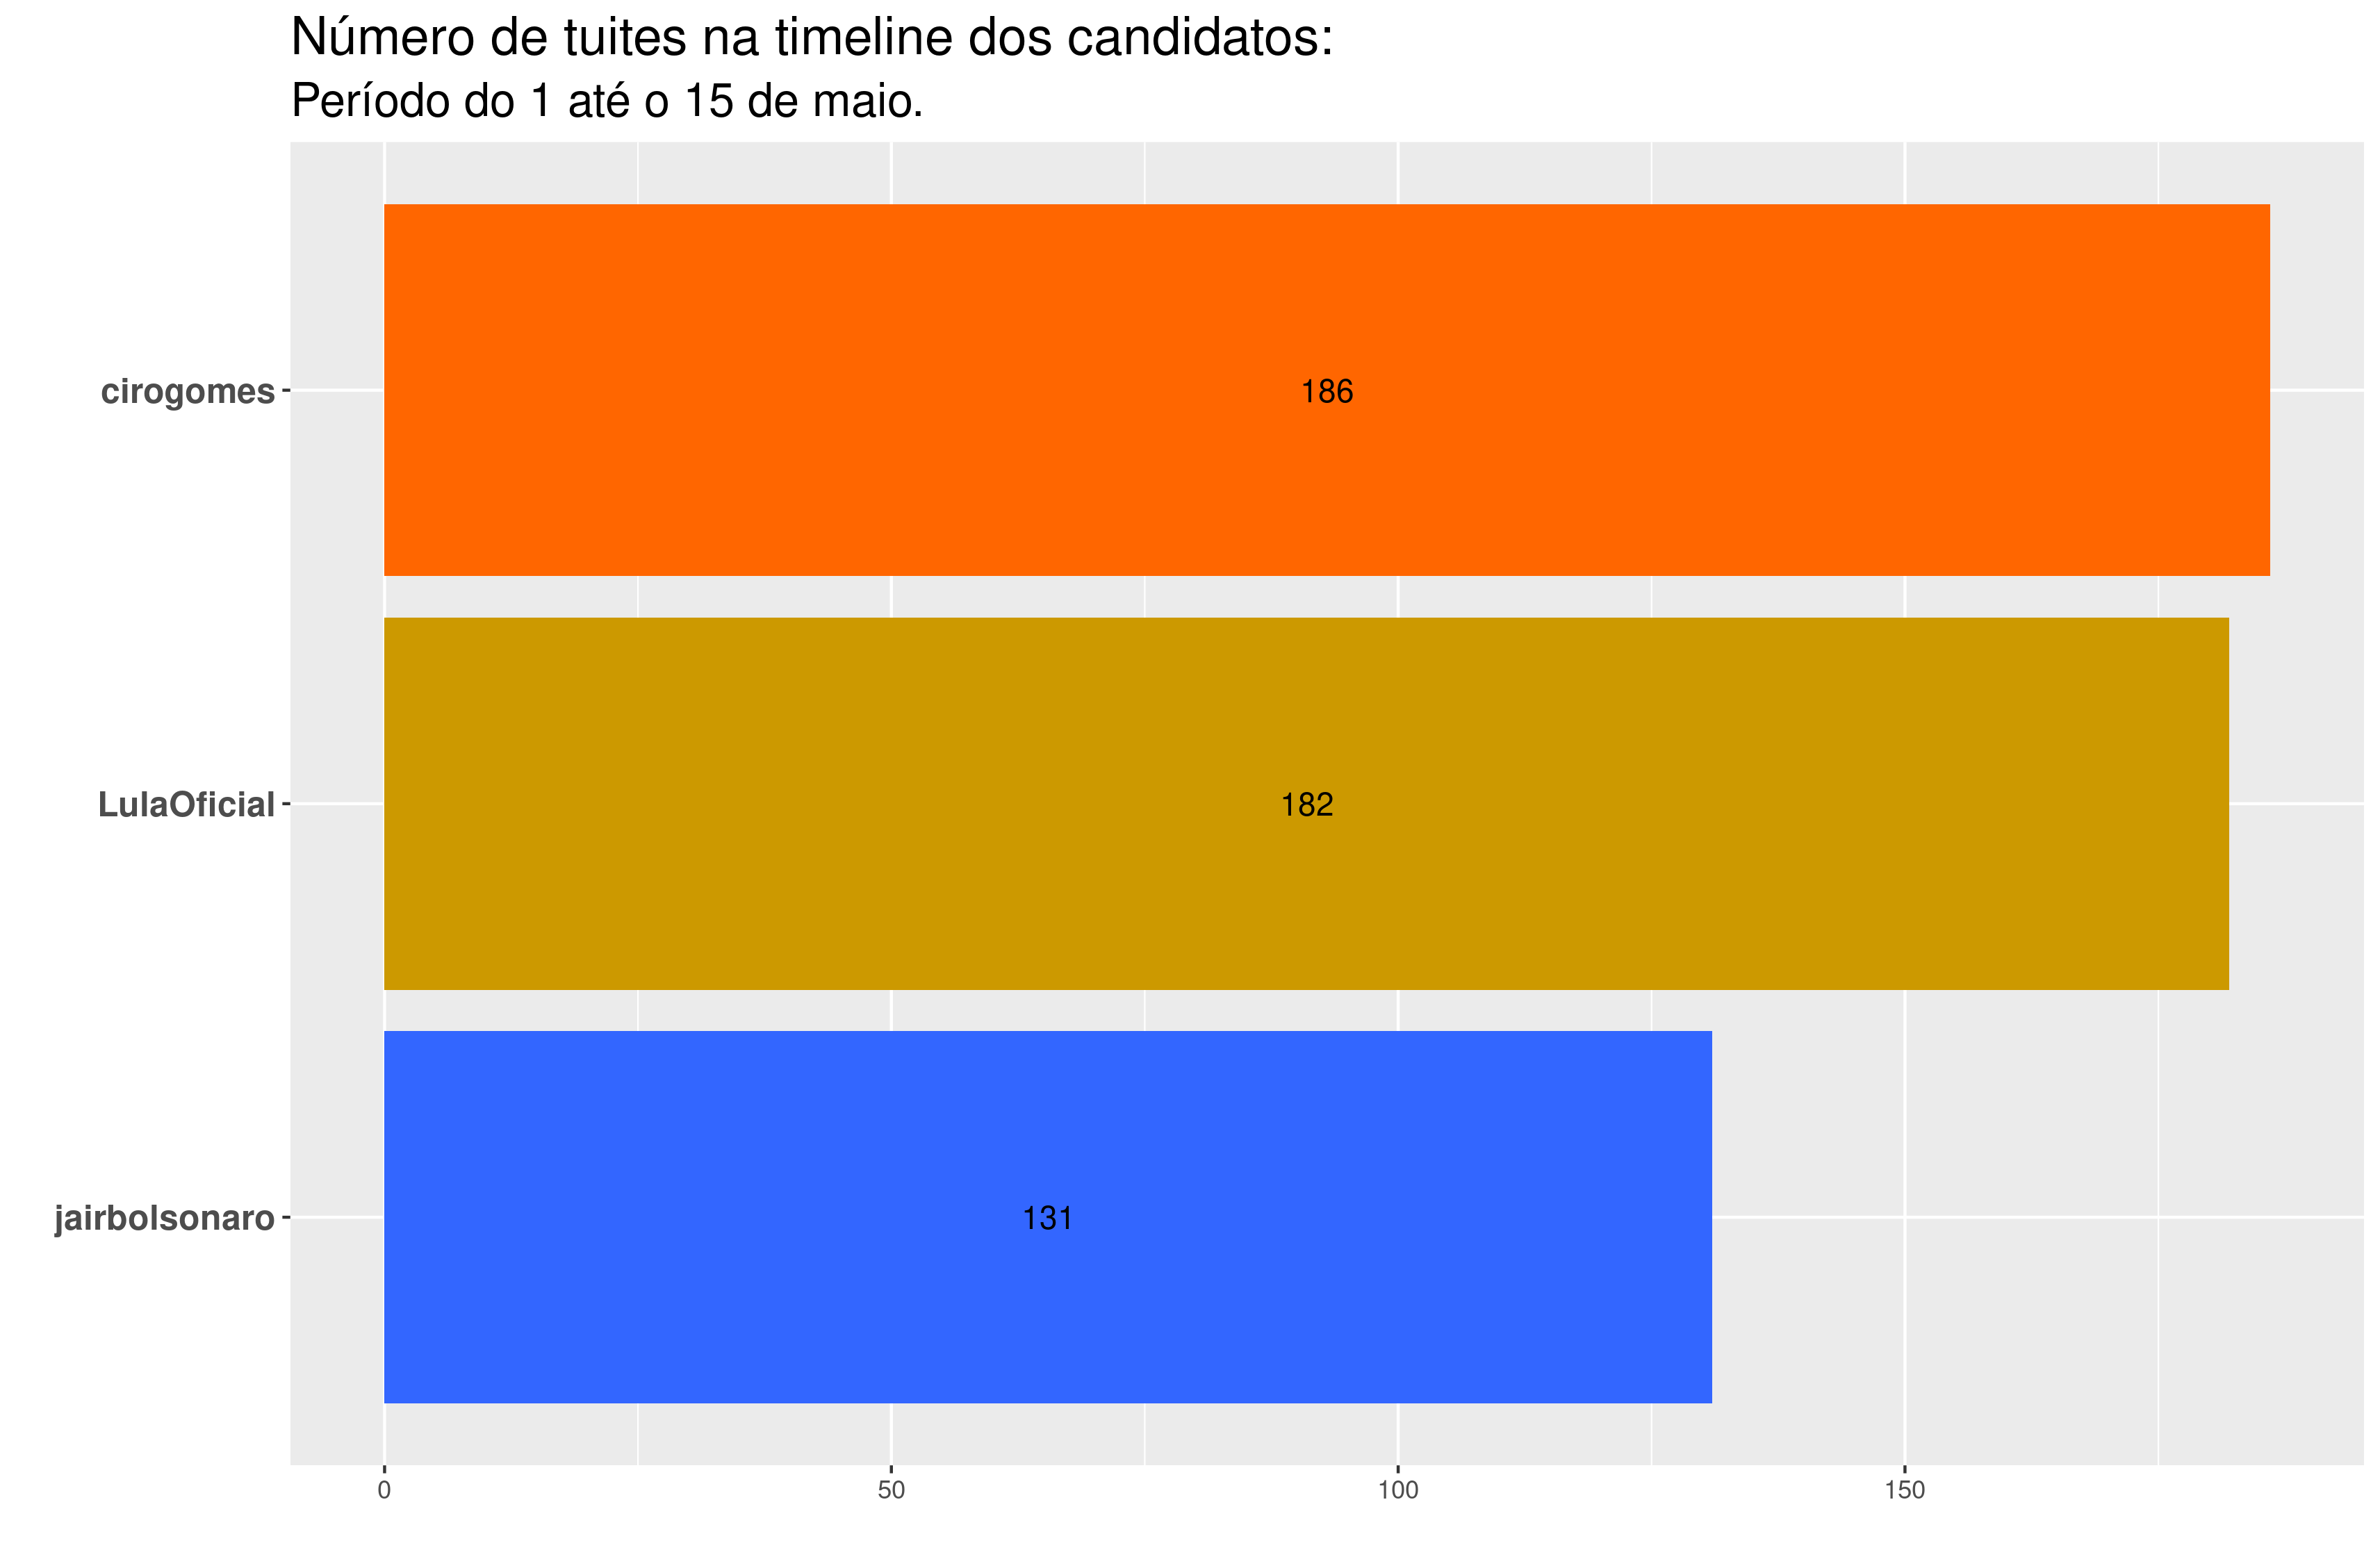 Número de tuites na timeline dos candidatos:
Período do 1 até o 15 de maio.
cirogomes
186
LulaOficial
182
jairbolsonaro
131
0
50
100
150